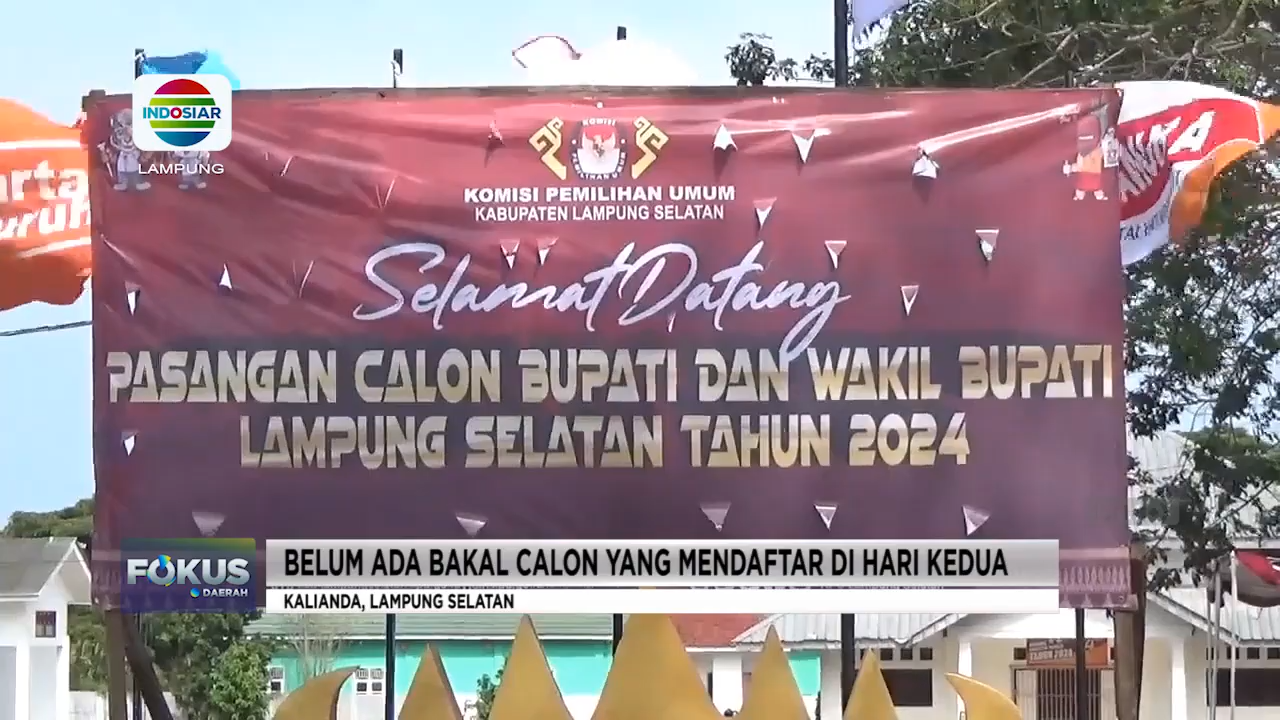 INDOSIAR
LAMPUNG
KOMISI PEMILIHAN UMUM
KABUPATEN LAMPUNG SELATAN
Selamat Datang
PASANGAN CALON BUPATI DAN WAKIL BUPATI
LAMPUNG SELATAN TAHUN 2024
FOKUS
DAERAH
BELUM ADA BAKAL CALON YANG MENDAFTAR DI HARI KEDUA
KALIANDA, LAMPUNG SELATAN